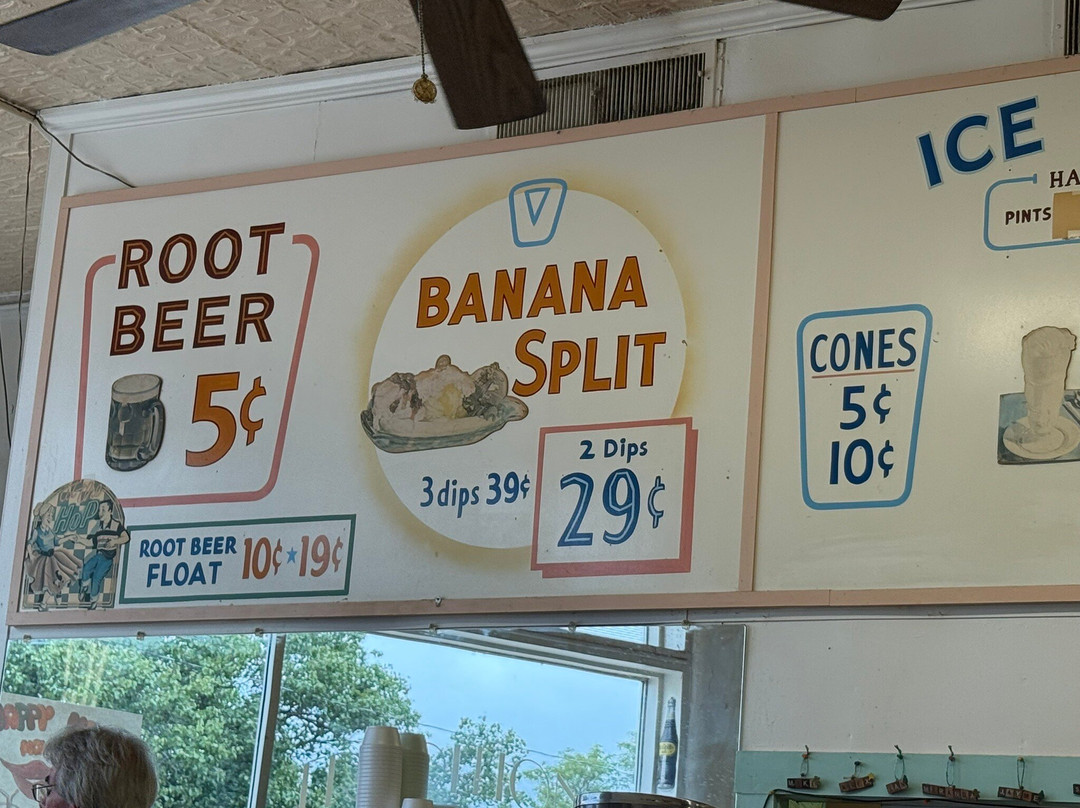 ROOT
BEER
5¢
HOP
ROOT BEER
FLOAT
10¢ ★ 19¢
BANANA
SPLIT
3 dips 39¢
2 Dips
29¢
ICE
HA
PINTS
CONES
5¢
10¢